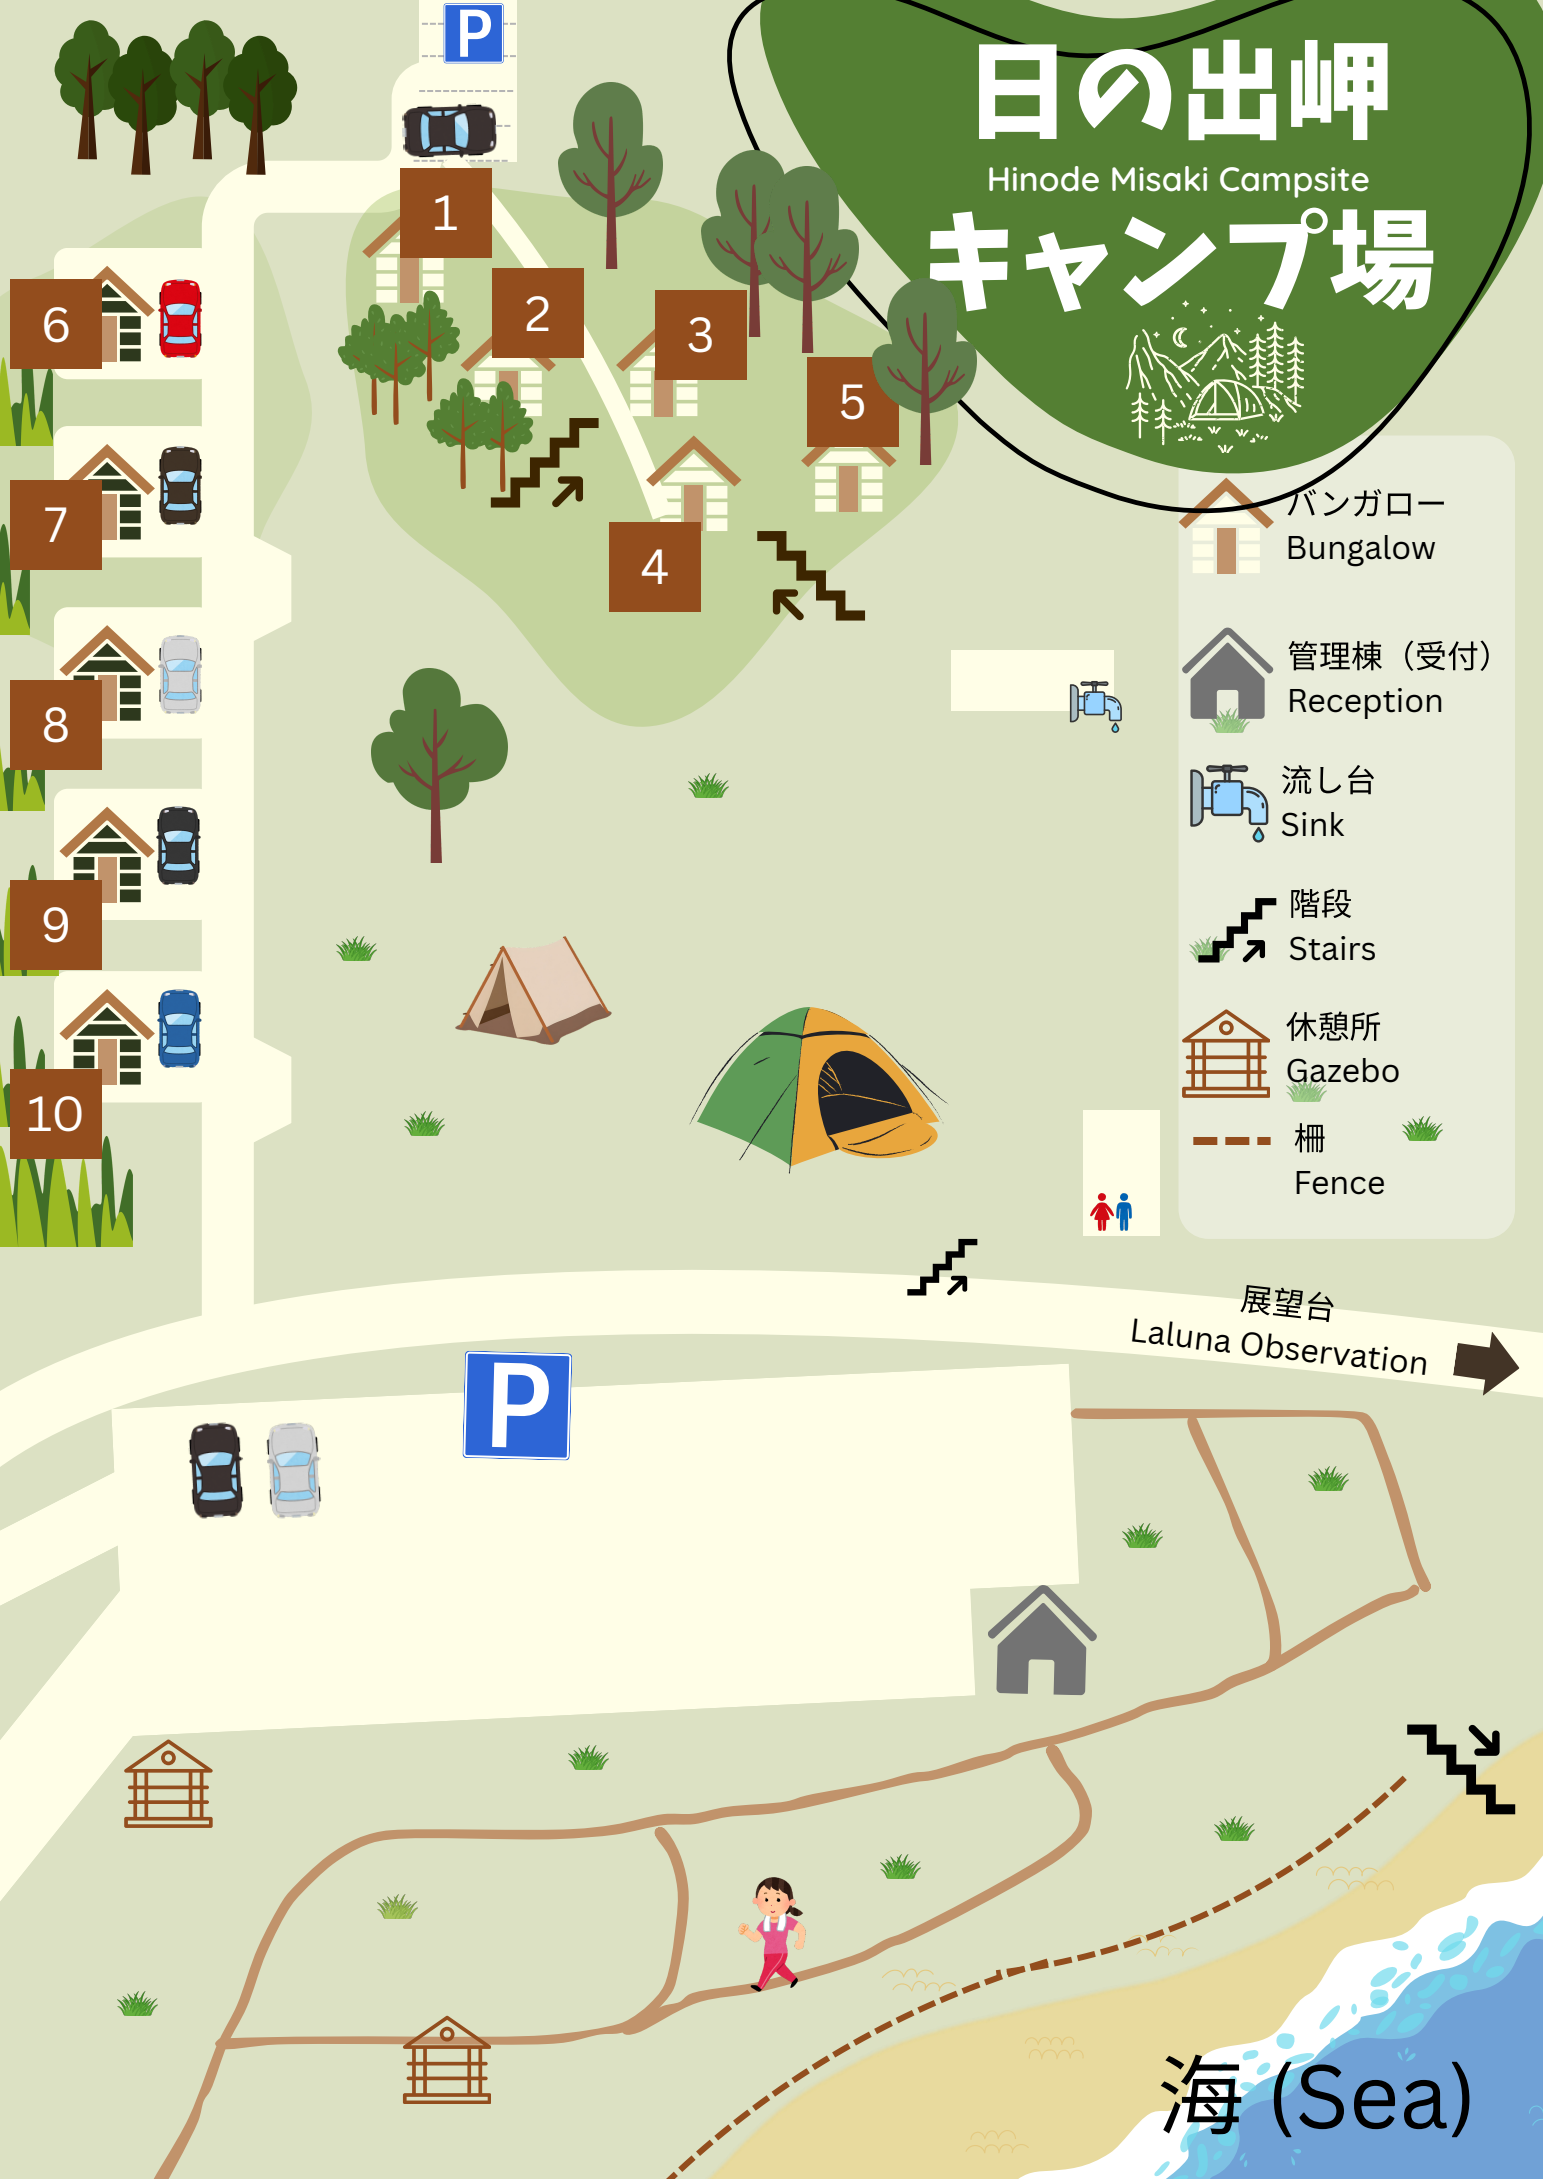 P
日の出岬
Hinode Misaki Campsite
キャンプ場
1
2
3
5
4
6
7
8
9
10
バンガロー
Bungalow
管理棟（受付）
Reception
流し台
Sink
階段
Stairs
休憩所
Gazebo
柵
Fence
展望台
Laluna Observation
P
海 (Sea)